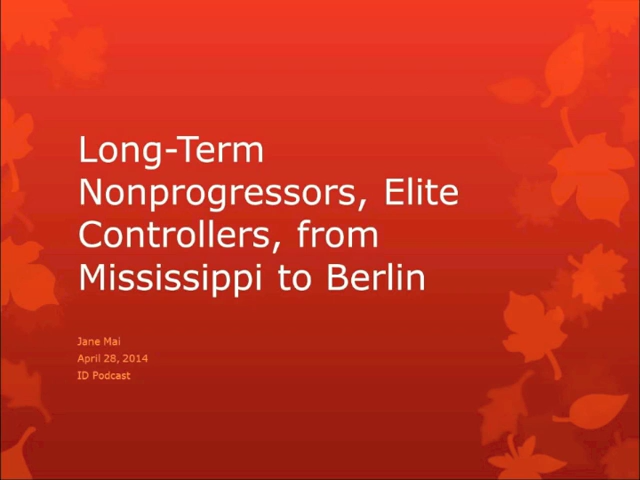 Long-Term
Nonprogressors, Elite
Controllers, from
Mississippi to Berlin
Jane Mai
April 28, 2014
ID Podcast